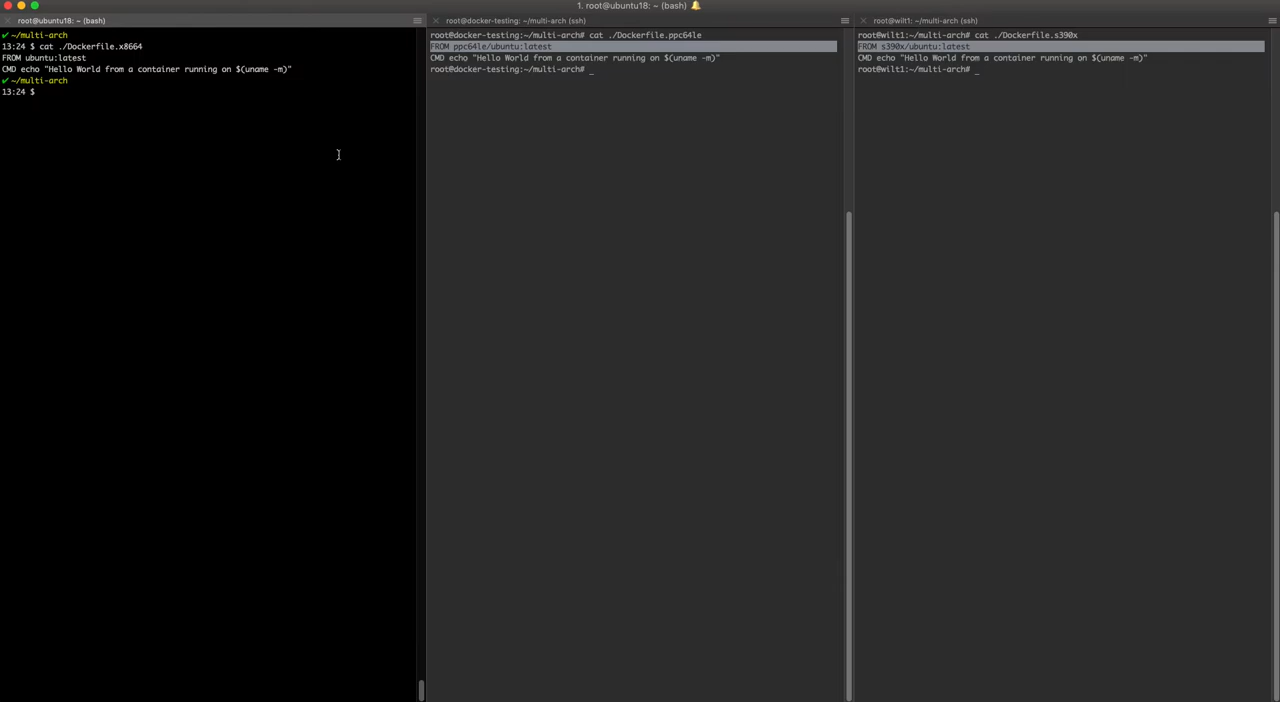 1. root@ubuntu18: ~ (bash) 🔔
root@ubuntu18: ~ (bash)
✔ ~/multi-arch
13:24 $ cat ./Dockerfile.x8664
FROM ubuntu:latest
CMD echo "Hello World from a container running on $(uname -m)"
✔ ~/multi-arch
13:24 $
root@docker-testing: ~/multi-arch (ssh)
root@docker-testing:~/multi-arch# cat ./Dockerfile.ppc64le
FROM ppc64le/ubuntu:latest
CMD echo "Hello World from a container running on $(uname -m)"
root@docker-testing:~/multi-arch# _
root@wilt1: ~/multi-arch (ssh)
root@wilt1:~/multi-arch# cat ./Dockerfile.s390x
FROM s390x/ubuntu:latest
CMD echo "Hello World from a container running on $(uname -m)"
root@wilt1:~/multi-arch# _